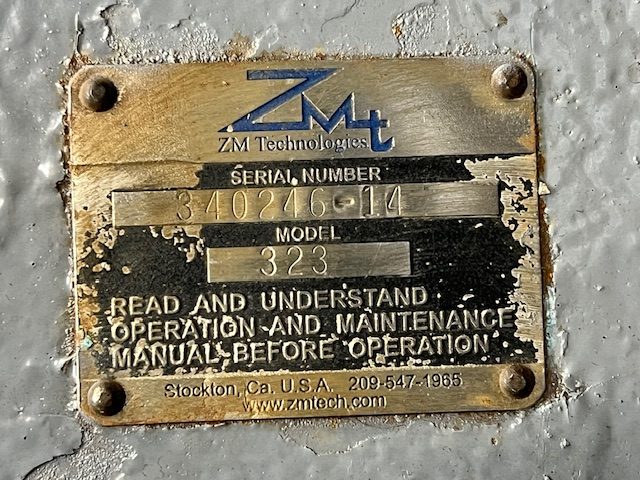 ZMt
ZM Technologies
SERIAL NUMBER
340246-14
MODEL
323
READ AND UNDERSTAND
OPERATION AND MAINTENANCE
MANUAL BEFORE OPERATION
Stockton, Ca. U.S.A. 209-547-1965
www.zmtech.com